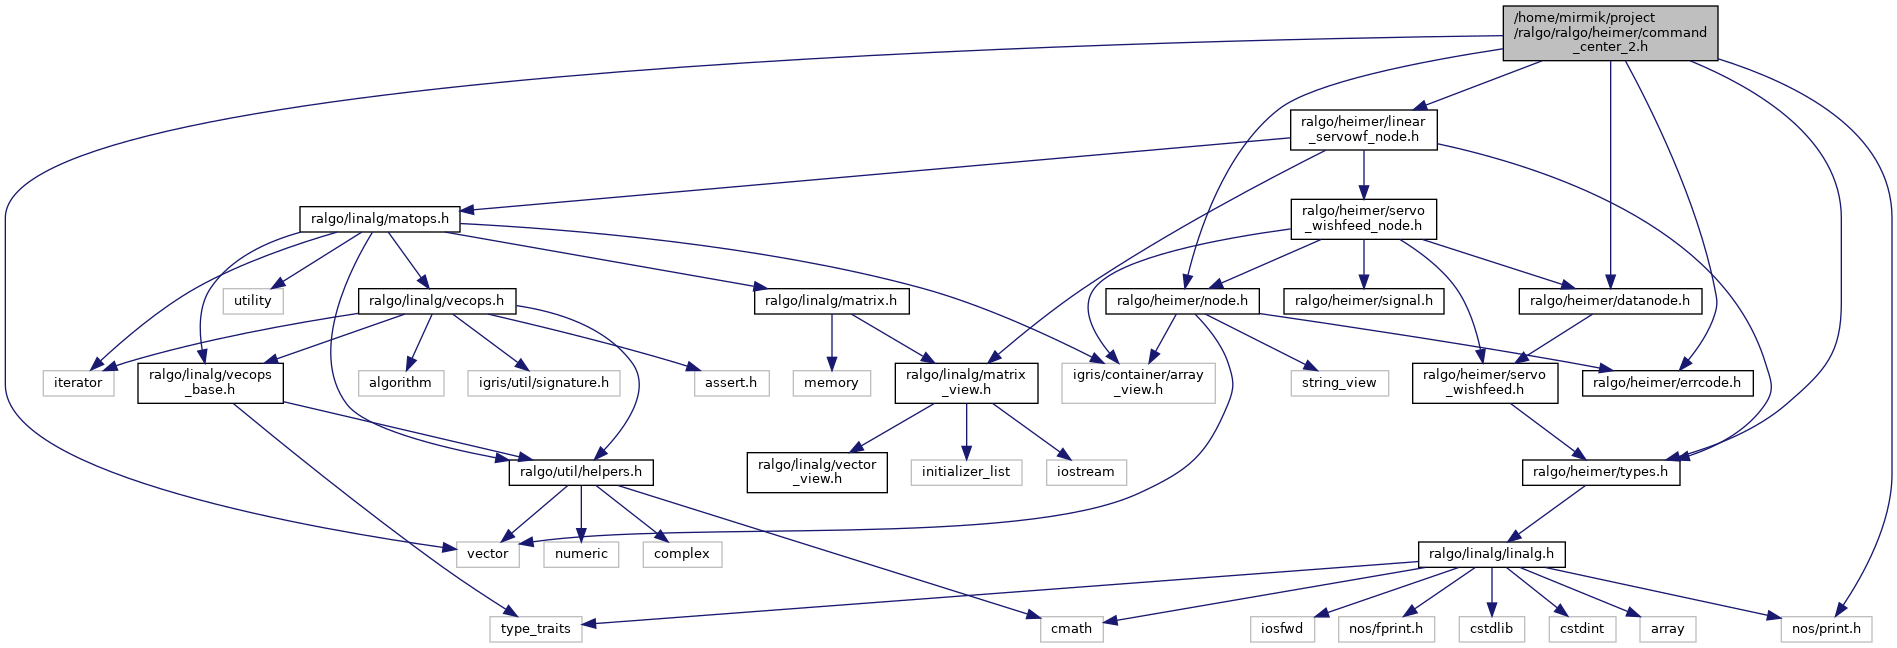 /home/mirmik/project
/ralgo/ralgo/heimer/command
_center_2.h
ralgo/heimer/linear
_servowf_node.h
ralgo/linalg/matops.h
ralgo/heimer/servo
_wishfeed_node.h
utility
ralgo/linalg/vecops.h
ralgo/linalg/matrix.h
ralgo/heimer/node.h
ralgo/heimer/signal.h
ralgo/heimer/datanode.h
iterator
ralgo/linalg/vecops
_base.h
algorithm
igris/util/signature.h
assert.h
memory
ralgo/linalg/matrix
_view.h
igris/container/array
_view.h
string_view
ralgo/heimer/servo
_wishfeed.h
ralgo/heimer/errcode.h
ralgo/util/helpers.h
ralgo/linalg/vector
_view.h
initializer_list
iostream
ralgo/heimer/types.h
vector
numeric
complex
ralgo/linalg/linalg.h
type_traits
cmath
iosfwd
nos/fprint.h
cstdlib
cstdint
array
nos/print.h